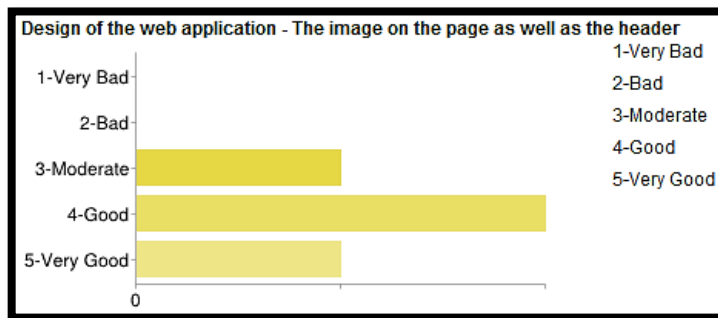 Design of the web application - The image on the page as well as the header
1-Very Bad
2-Bad
3-Moderate
4-Good
5-Very Good
0
1-Very Bad
2-Bad
3-Moderate
4-Good
5-Very Good